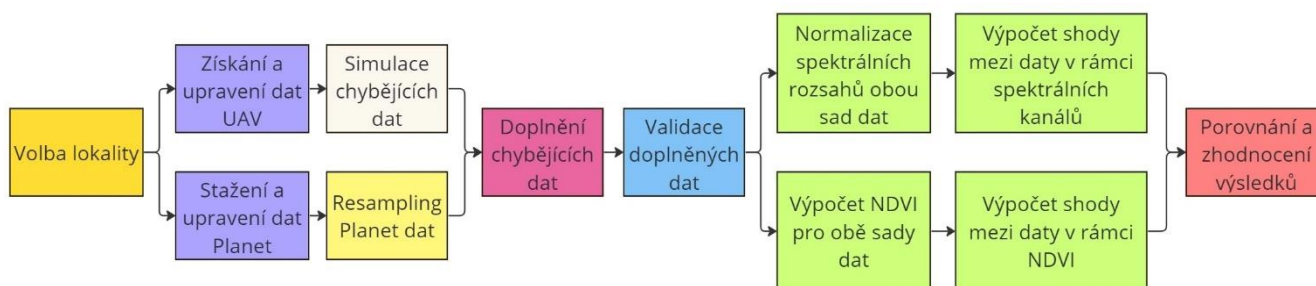 Volba lokality
Získání a
upravení dat
UAV
Simulace
chybějících
dat
Stažení a
upravení dat
Planet
Resampling
Planet dat
Doplnění
chybějících
dat
Validace
doplněných
dat
Normalizace
spektrálních
rozsahů obou
sad dat
Výpočet shody
mezi daty v rámci
spektrálních
kanálů
Výpočet NDVI
pro obě sady
dat
Výpočet shody
mezi daty v rámci
NDVI
Porovnání a
zhodnocení
výsledků